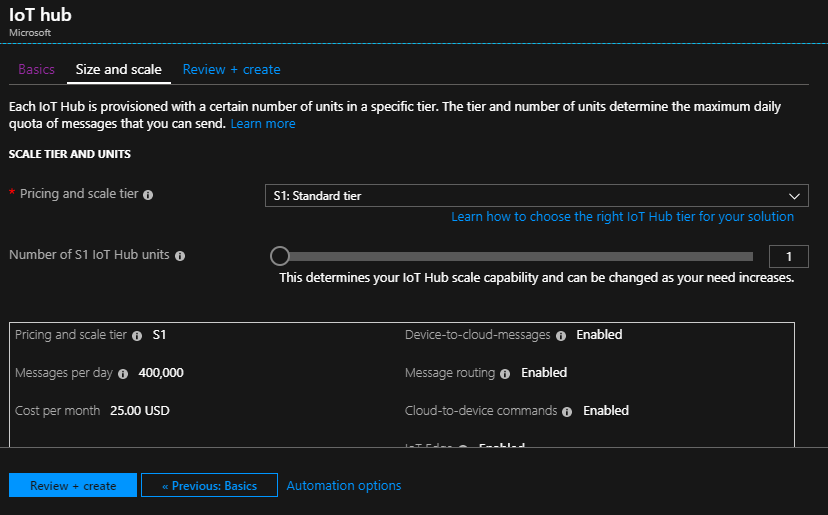 IoT hub
Microsoft
Basics Size and scale Review + create
Each IoT Hub is provisioned with a certain number of units in a specific tier. The tier and number of units determine the maximum daily
quota of messages that you can send. Learn more
SCALE TIER AND UNITS
* Pricing and scale tier
S1: Standard tier
Learn how to choose the right IoT Hub tier for your solution
Number of S1 IoT Hub units
1
This determines your IoT Hub scale capability and can be changed as your need increases.
Pricing and scale tier S1
Messages per day 400,000
Cost per month 25.00 USD
Device-to-cloud-messages Enabled
Message routing Enabled
Cloud-to-device commands Enabled
IoT Edge Enabled
Review + create « Previous: Basics Automation options